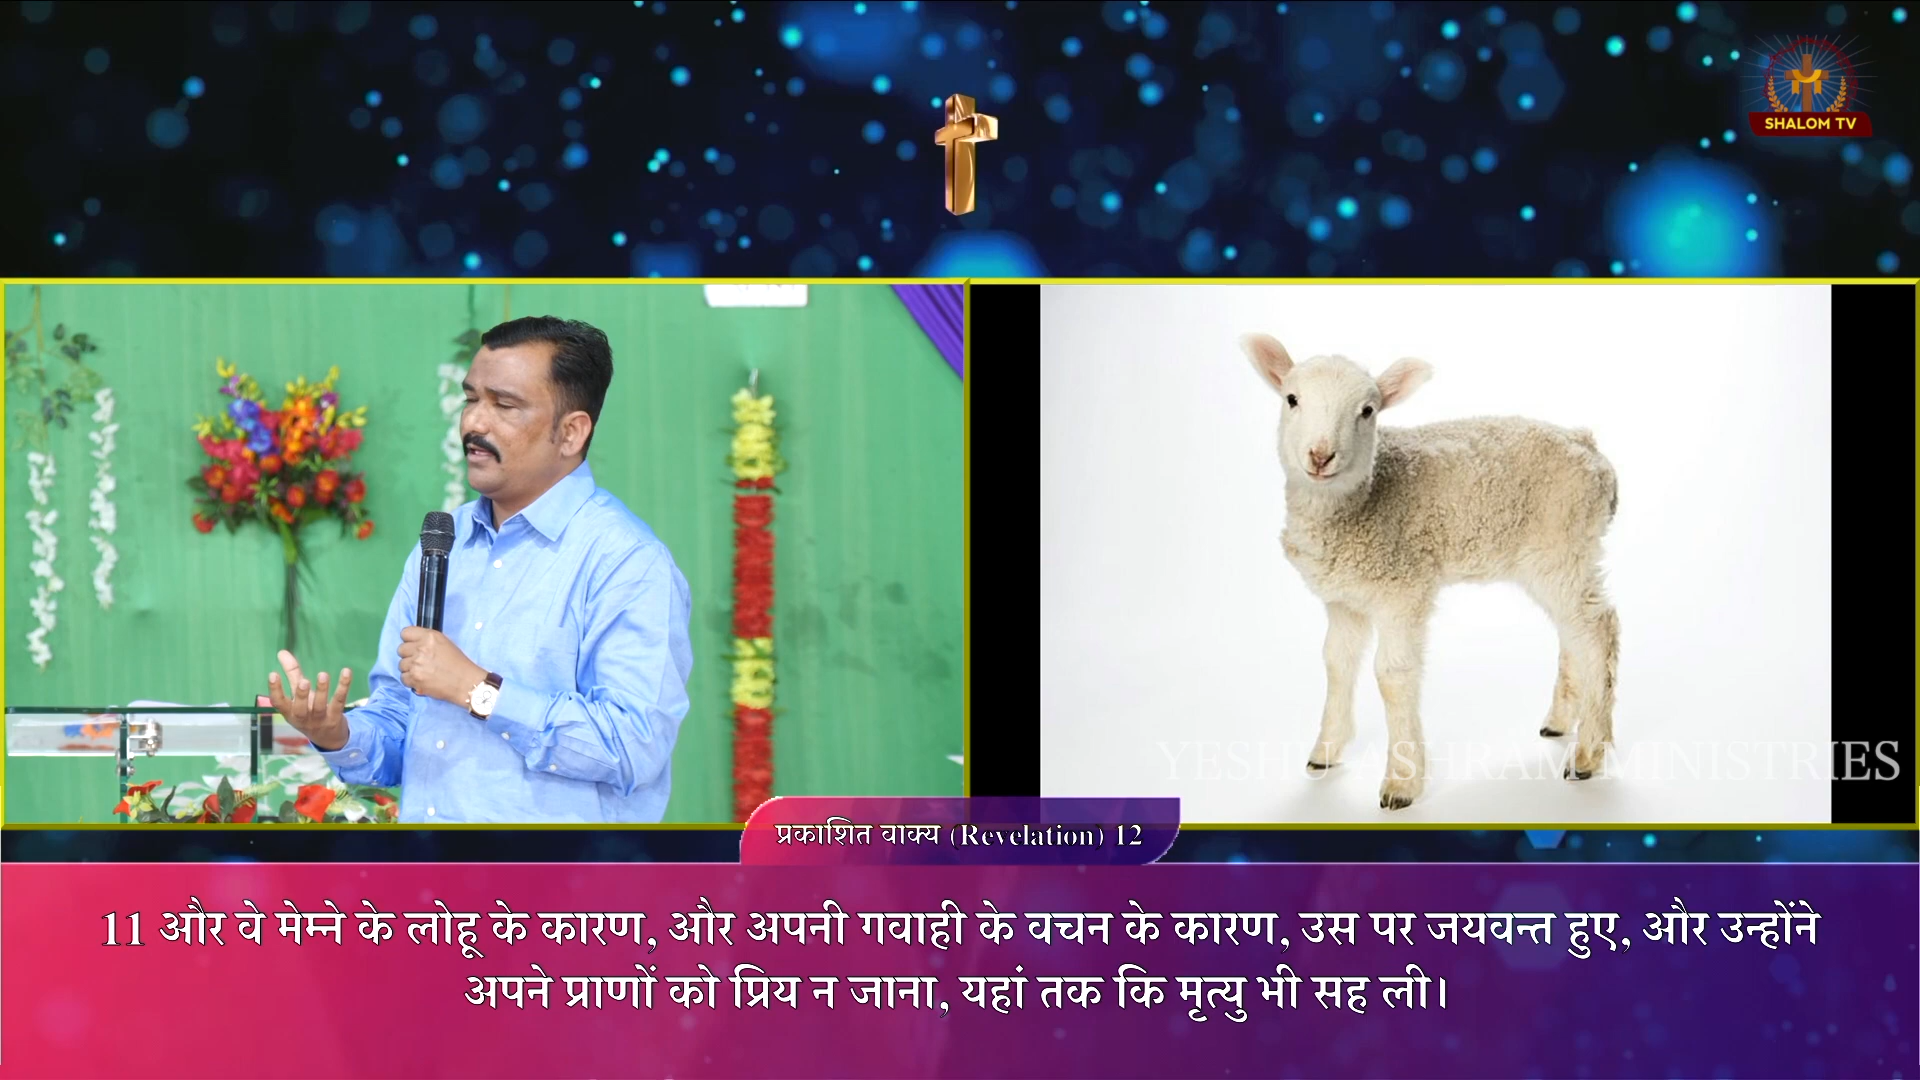 SHALOM TV
YESHU ASHRAM MINISTRIES
प्रकाशित वाक्य (Revelation) 12
11 और वे मेम्ने के लोहू के कारण, और अपनी गवाही के वचन के कारण, उस पर जयवन्त हुए, और उन्होंने
अपने प्राणों को प्रिय न जाना, यहां तक कि मृत्यु भी सह ली।